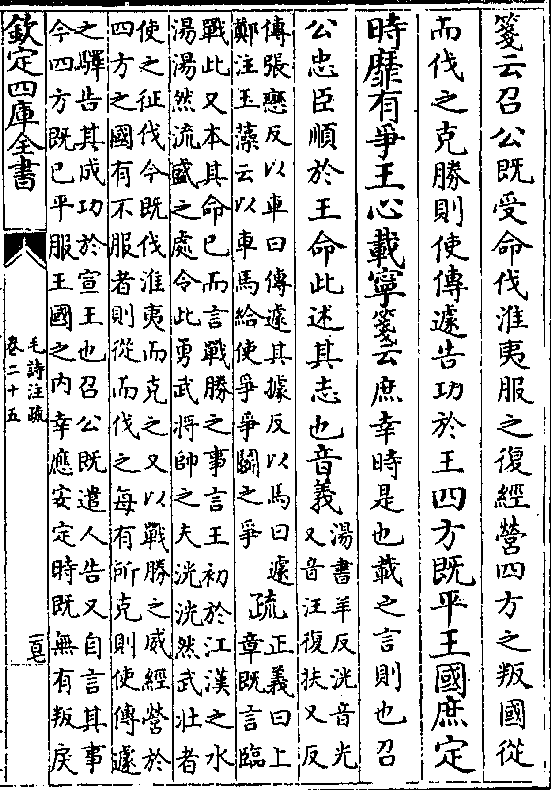 箋云召公既受命伐淮夷服之復經營四方之叛國從
而伐之克勝則使傳遽告功於王四方既平王國庶定
時靡有爭王心載寧箋云庶幸時是也載之言則也召
公忠臣順於王命此述其志也音義
湯書羊反洸音光
又音汪復扶又反
傳張戀反以車曰傳遽其據反以馬曰遽
鄭注玉藻云以車馬給使爭爭鬭之爭
疏
正義曰上
章既言臨
戰此又本其命已而言戰勝之事言王初於江漢之水
湯湯然流盛之處令此勇武將帥之夫洸洸然武壯者
使之征伐今既伐淮夷而克之又以戰勝之威經營於
四方之國有不服者則從而伐之每有所克則使傳遽
之驛告其成功於宣王也召公既遣人告又自言其事
今四方既已平服王國之內幸應安定時既無有叛戾
欽定四庫全書
毛詩注疏
卷二十五